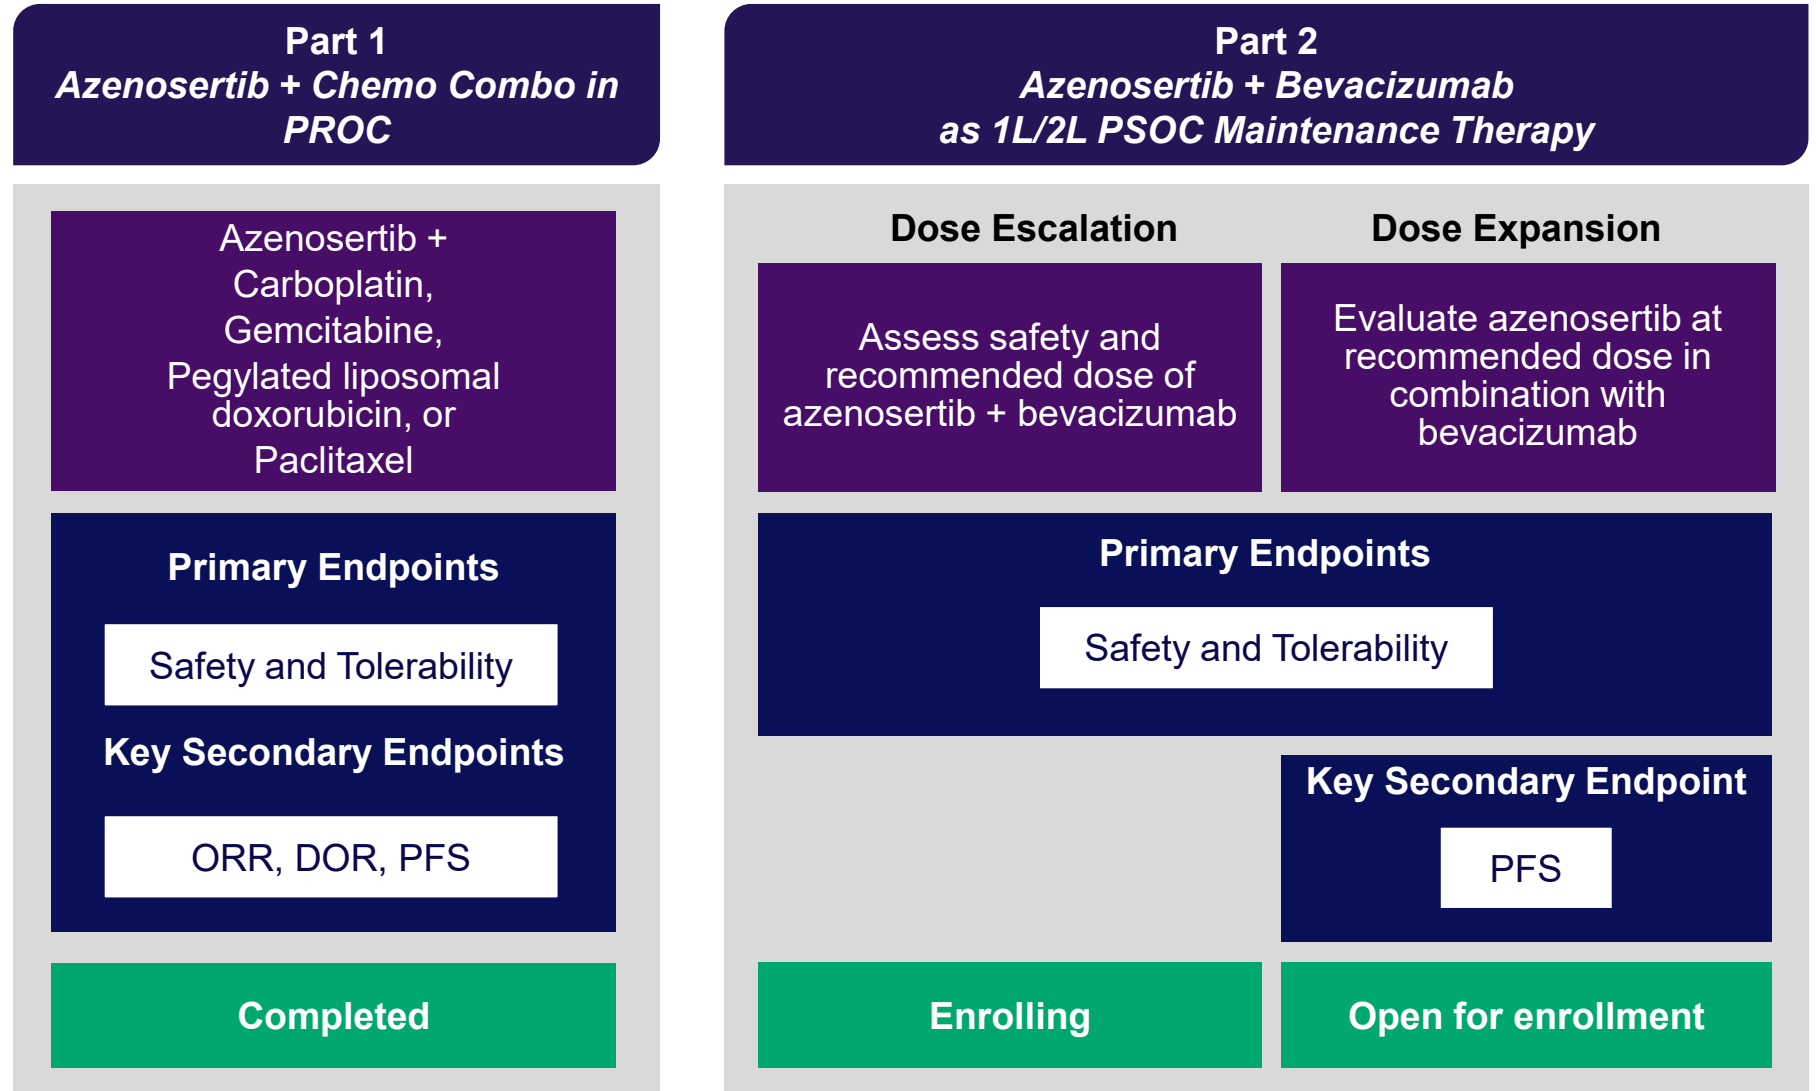 Part 1
Azenosertib + Chemo Combo in
PROC
Azenosertib +
Carboplatin,
Gemcitabine,
Pegylated liposomal
doxorubicin, or
Paclitaxel
Primary Endpoints
Safety and Tolerability
Key Secondary Endpoints
ORR, DOR, PFS
Completed
Part 2
Azenosertib + Bevacizumab
as 1L/2L PSOC Maintenance Therapy
Dose Escalation
Assess safety and
recommended dose of
azenosertib + bevacizumab
Dose Expansion
Evaluate azenosertib at
recommended dose in
combination with
bevacizumab
Primary Endpoints
Safety and Tolerability
Key Secondary Endpoint
PFS
Enrolling
Open for enrollment